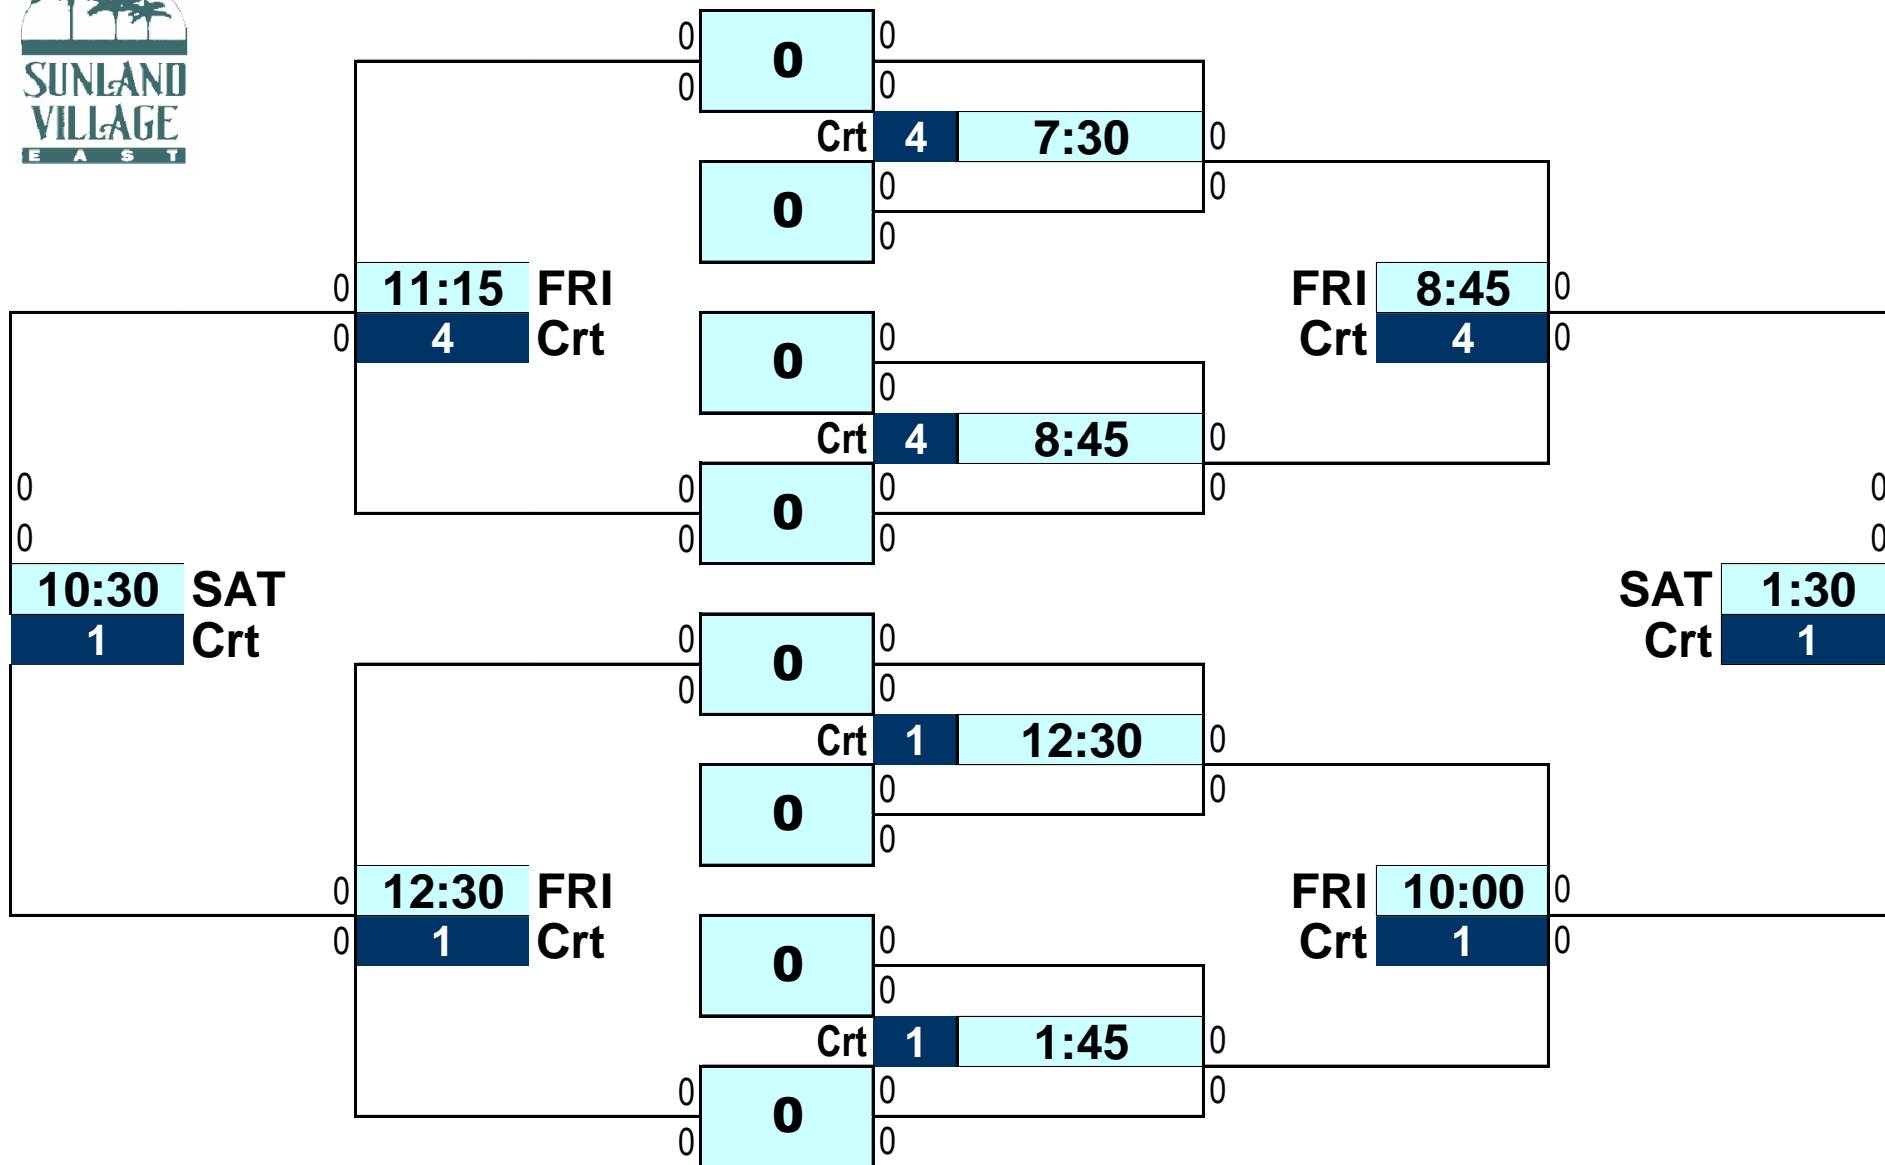 SUNLAND
VILLAGE
EAST
0 0 0
0 0
Crt 4 7:30 0
0 0 0
0
0 11:15 FRI
0 4 Crt
FRI 8:45 0
Crt 4 0
0 0
0
Crt 4 8:45 0
0 0 0 0
0 0
0
0
0
0
10:30 SAT
1 Crt
SAT 1:30
Crt 1
0 0 0
0 0
Crt 1 12:30 0
0 0 0
0
0 12:30 FRI
0 1 Crt
FRI 10:00 0
Crt 1 0
0 0
0
Crt 1 1:45 0
0 0 0 0
0 0